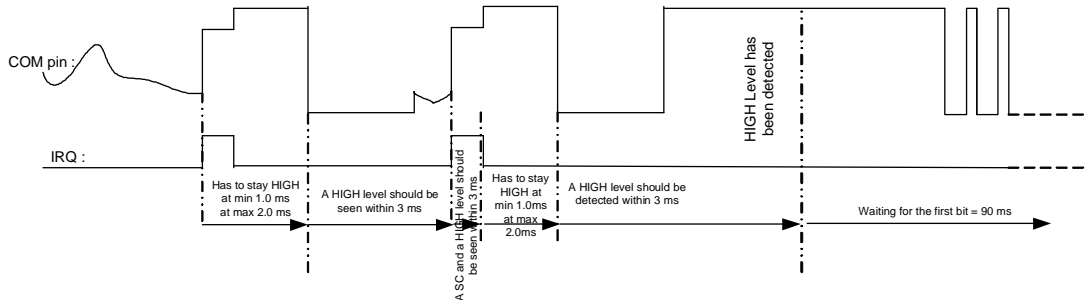 COM pin :
HIGH Level has
been detected
IRQ :
Has to stay HIGH
at min 1.0 ms
at max 2.0 ms
A HIGH level should be
seen within 3 ms
A SC and a HIGH level should
be seen within 3 ms
Has to stay
HIGH at
min 1.0ms
at max
2.0ms
A HIGH level should be
detected within 3 ms
Waiting for the first bit = 90 ms